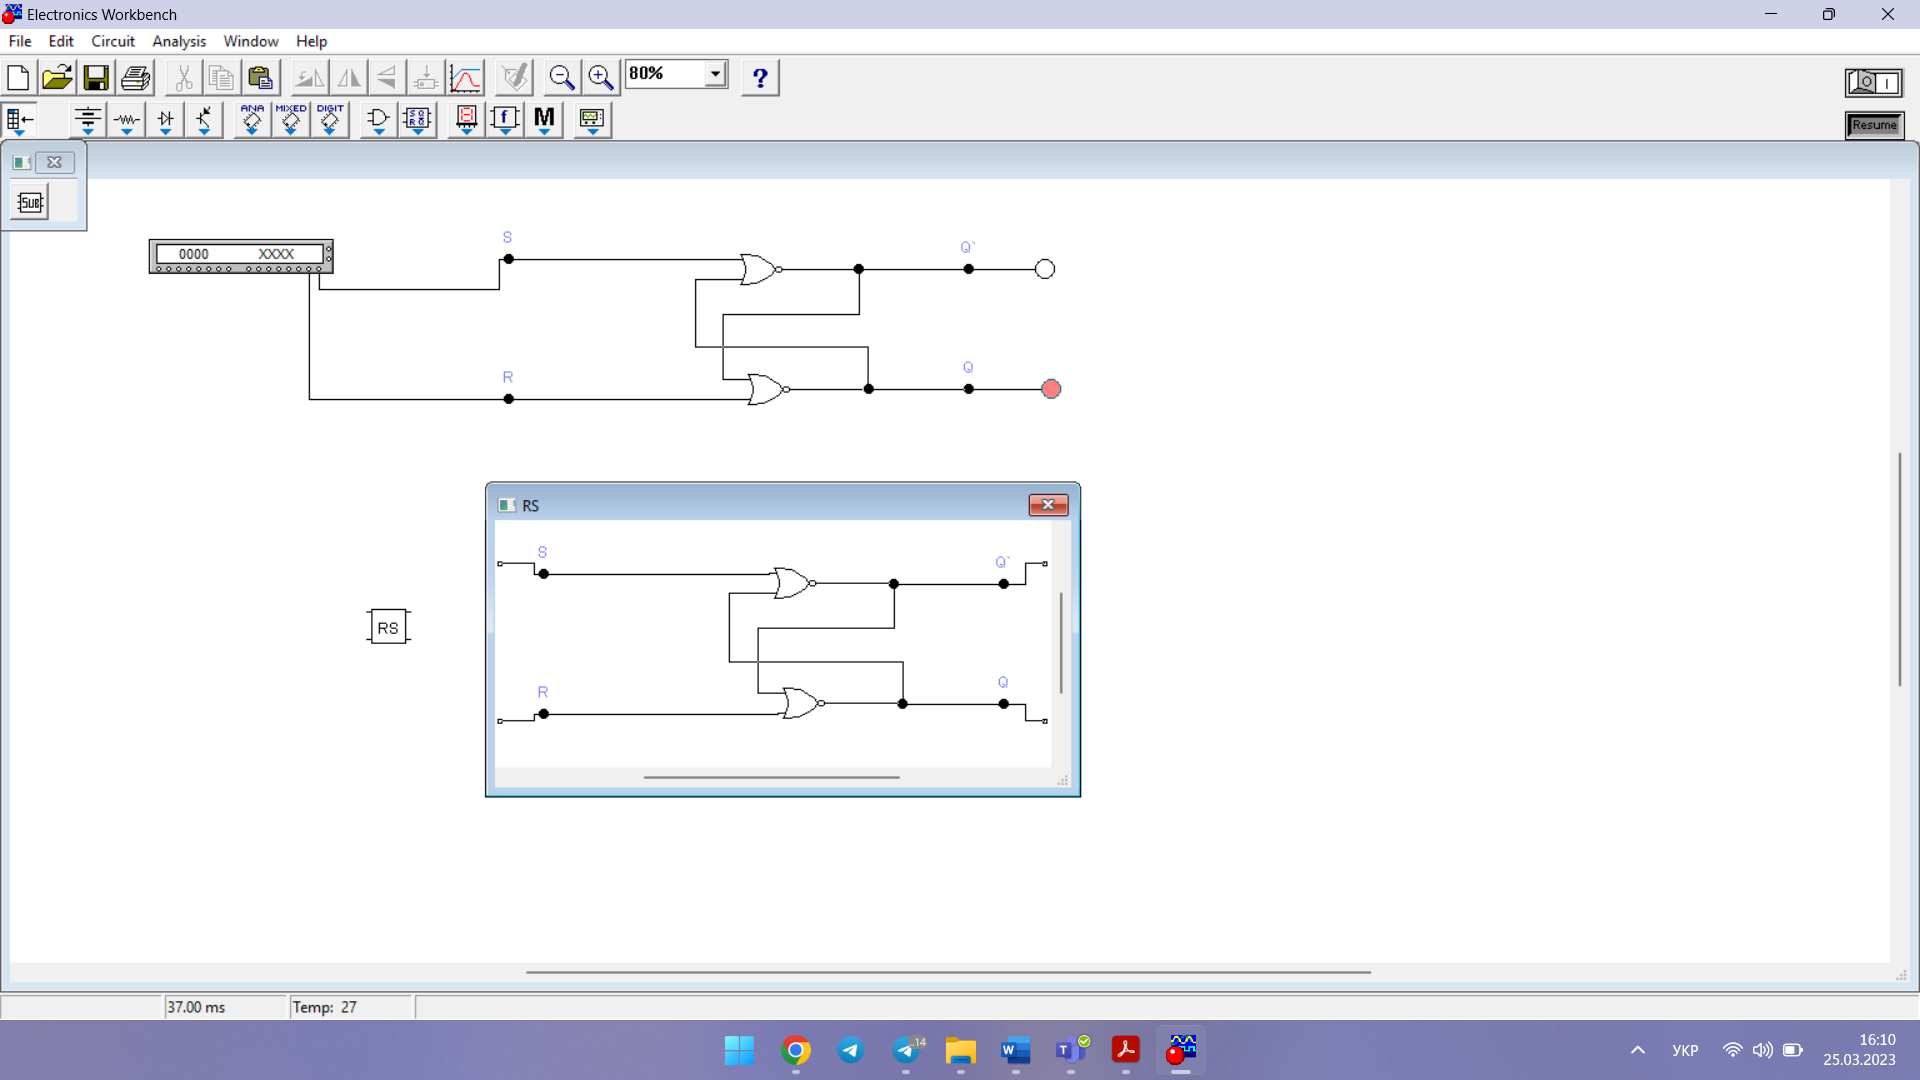 Electronics Workbench
File Edit Circuit Analysis Window Help
80%
?
Resume
ANA MIXED DIGIT
f M
SUB
0000 XXXX
S
Q`
R
Q
RS
S
Q`
RS
R
Q
37.00 ms
Temp: 27
..14
W
T
УКР
16:10
25.03.2023